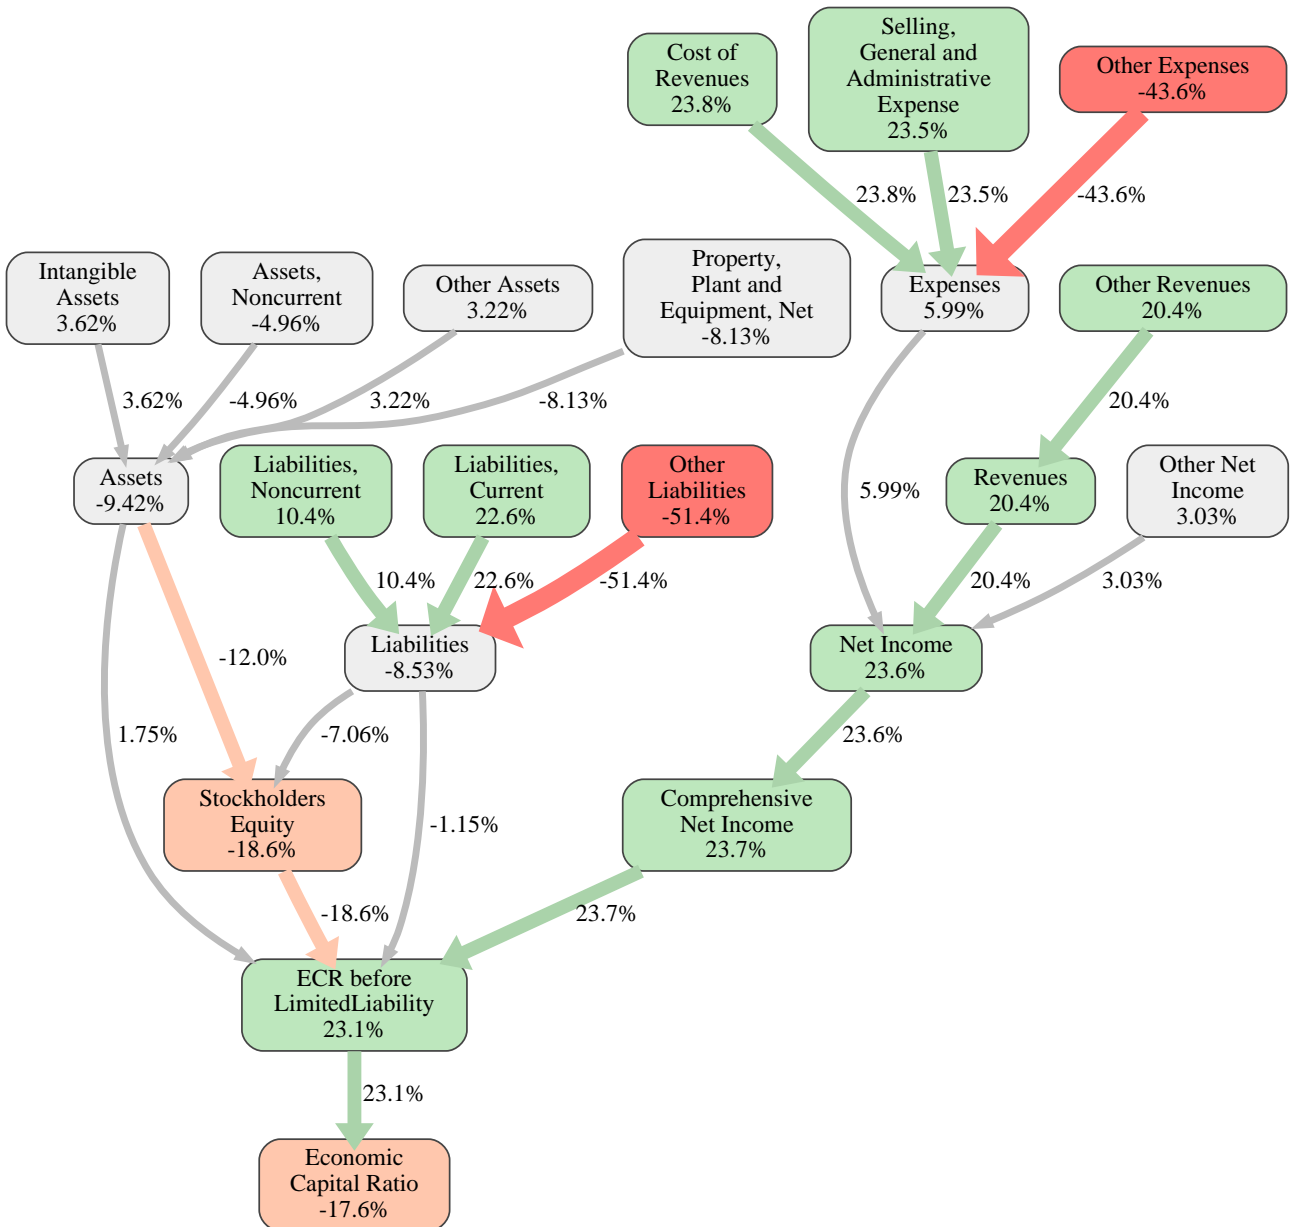 Cost of
Revenues
23.8%
Selling,
General and
Administrative
Expense
23.5%
Other Expenses
-43.6%
23.8%
23.5%
-43.6%
Intangible
Assets
3.62%
Assets,
Noncurrent
-4.96%
Other Assets
3.22%
Property,
Plant and
Equipment, Net
-8.13%
Expenses
5.99%
Other Revenues
20.4%
3.62%
-4.96%
3.22%
-8.13%
20.4%
Assets
-9.42%
Liabilities,
Noncurrent
10.4%
Liabilities,
Current
22.6%
Other
Liabilities
-51.4%
5.99%
Revenues
20.4%
Other Net
Income
3.03%
10.4%
22.6%
-51.4%
20.4%
3.03%
-12.0%
Liabilities
-8.53%
Net Income
23.6%
1.75%
-7.06%
23.6%
Stockholders
Equity
-18.6%
-1.15%
Comprehensive
Net Income
23.7%
-18.6%
23.7%
ECR before
LimitedLiability
23.1%
23.1%
Economic
Capital Ratio
-17.6%